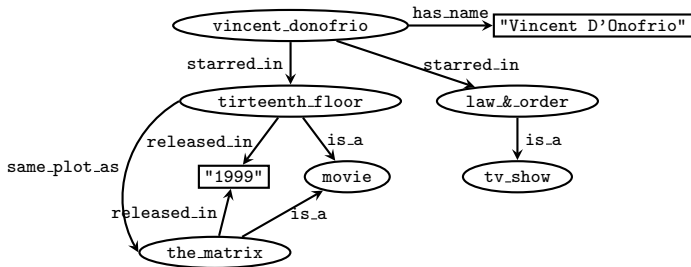 has_name
vincent_donofrio
"Vincent D'Onofrio"
starred_in
starred_in
tirteenth_floor
law_&_order
released_in
is_a
is_a
same_plot_as
"1999"
movie
tv_show
released_in
is_a
the_matrix